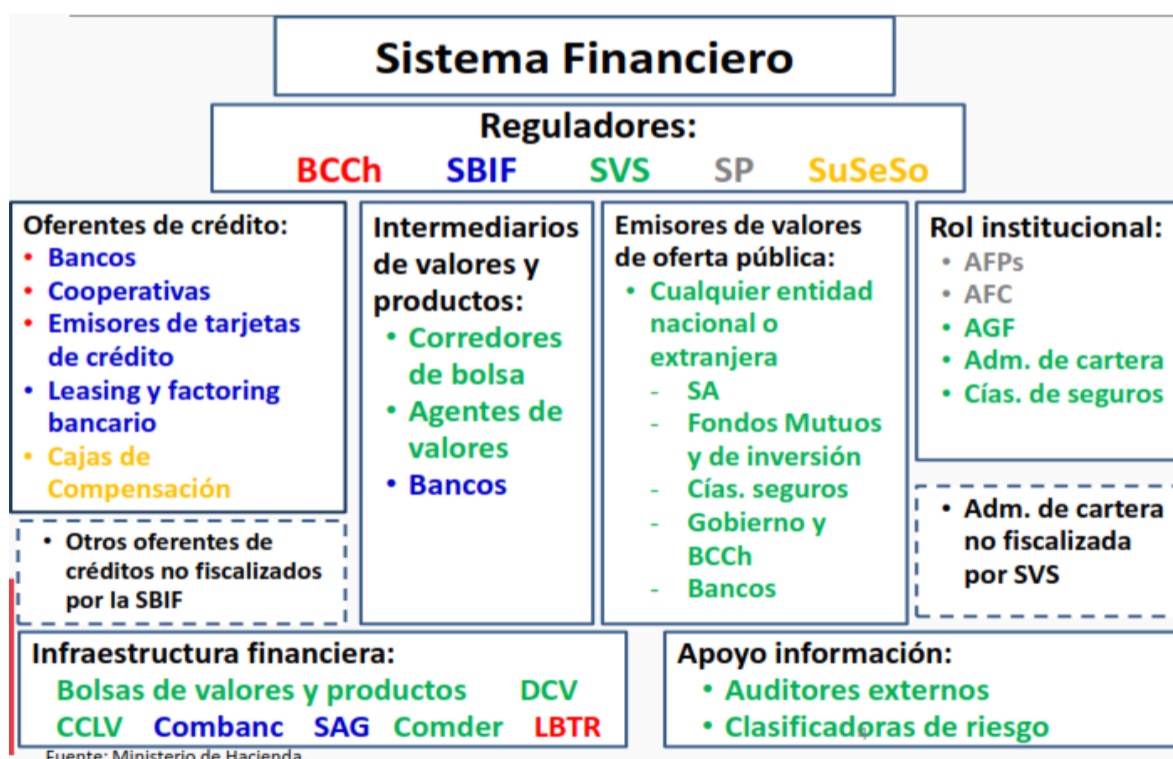 Sistema Financiero
Reguladores:
BCCh SBIF SVS SP SuSeSo
Oferentes de crédito:
• Bancos
• Cooperativas
• Emisores de tarjetas
de crédito
• Leasing y factoring
bancario
• Cajas de
Compensación
• Otros oferentes de
créditos no fiscalizados
por la SBIF
Intermediarios
de valores y
productos:
• Corredores
de bolsa
• Agentes de
valores
• Bancos
Emisores de valores
de oferta pública:
• Cualquier entidad
nacional o
extranjera
- SA
- Fondos Mutuos
y de inversión
- Cías. seguros
- Gobierno y
BCCh
- Bancos
Rol institucional:
• AFPs
• AFC
• AGF
• Adm. de cartera
• Cías. de seguros
• Adm. de cartera
no fiscalizada
por SVS
Infraestructura financiera:
Bolsas de valores y productos DCV
CCLV Combanc SAG Comder LBTR
Apoyo información:
• Auditores externos
• Clasificadoras de riesgo
Fuente: Ministerio de Hacienda